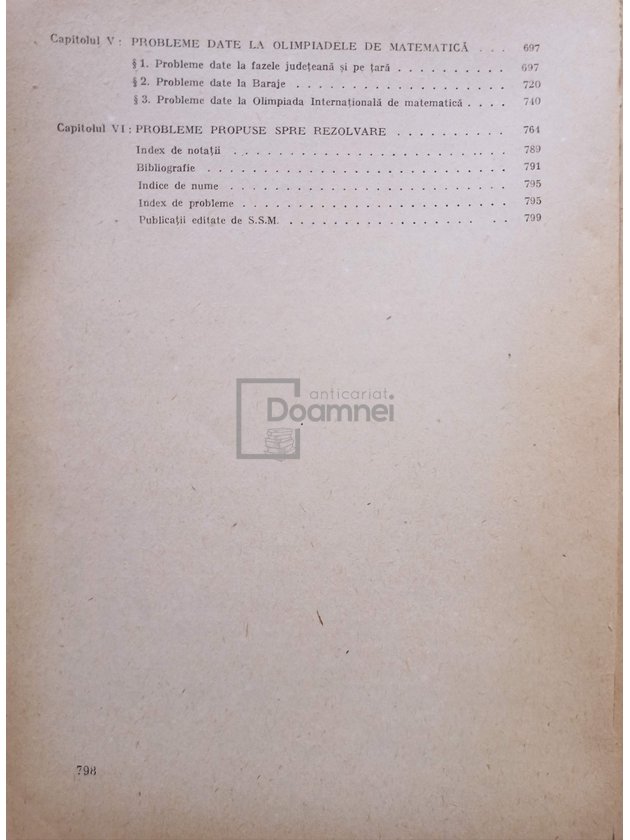 Capitolul V: PROBLEME DATE LA OLIMPIADELE DE MATEMATICĂ . . . 697
§ 1. Probleme date la fazele județeană și pe țară . . . . . . . . . . 697
§ 2. Probleme date la Baraje . . . . . . . . . . . . . . . . . . . 720
§ 3. Probleme date la Olimpiada Internațională de matematică . . . . 740
Capitolul VI: PROBLEME PROPUSE SPRE REZOLVARE . . . . . . . . . . 764
Index de notații . . . . . . . . . . . . . . . . . . . . . . . . 789
Bibliografie . . . . . . . . . . . . . . . . . . . . . . . . . . 791
Indice de nume . . . . . . . . . . . . . . . . . . . . . . . . . 795
Index de probleme . . . . . . . . . . . . . . . . . . . . . . . . 795
Publicații editate de S.S.M. . . . . . . . . . . . . . . . . . . 799
anticariat
Doamnei
798